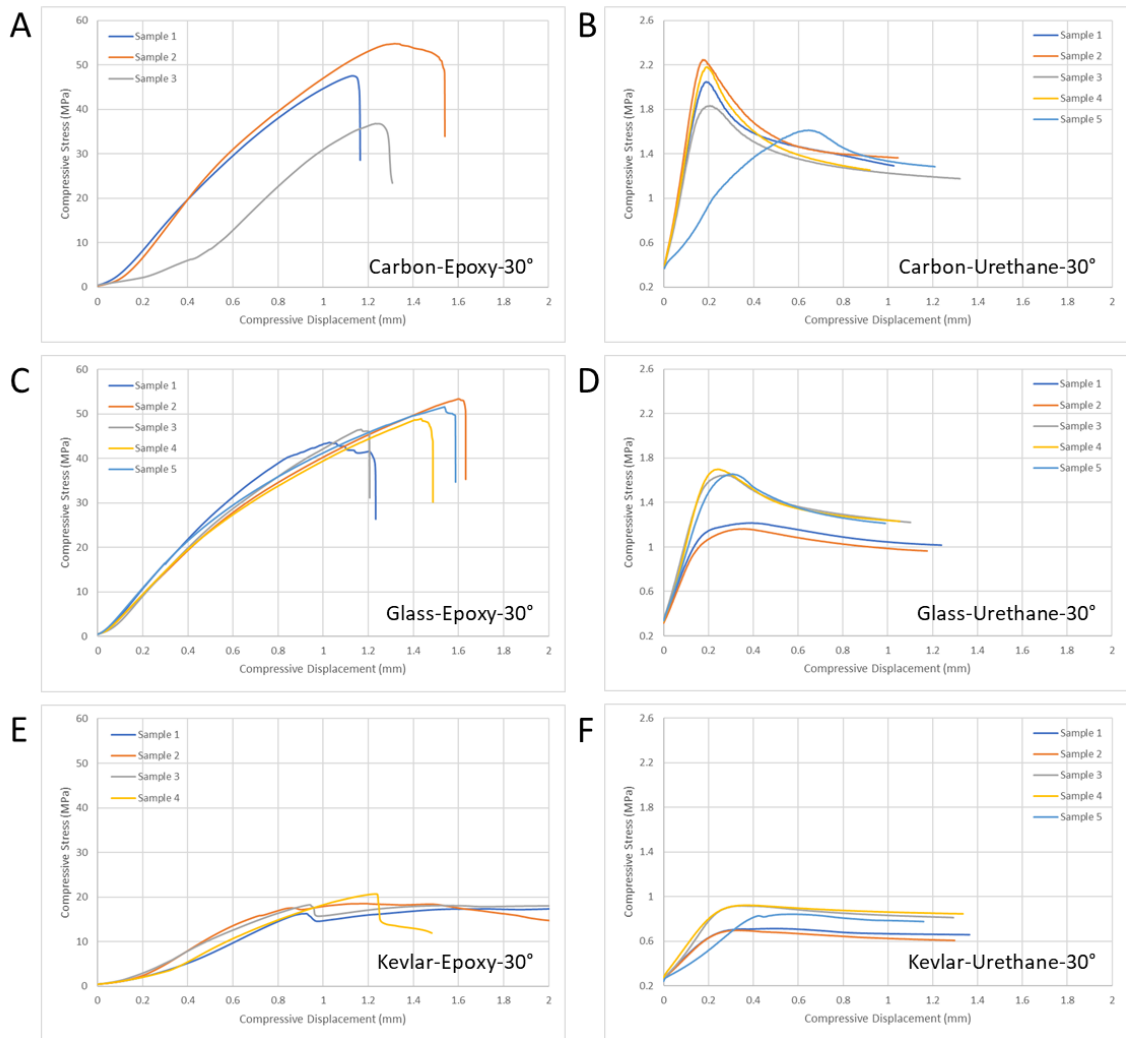 A
60
50
40
30
20
10
0
Compressive Stress (MPa)
Sample 1
Sample 2
Sample 3
Carbon-Epoxy-30°
0 0.2 0.4 0.6 0.8 1 1.2 1.4 1.6 1.8 2
Compressive Displacement (mm)
B
2.6
2.2
1.8
1.4
1
0.6
0.2
Compressive Stress (MPa)
Sample 1
Sample 2
Sample 3
Sample 4
Sample 5
Carbon-Urethane-30°
0 0.2 0.4 0.6 0.8 1 1.2 1.4 1.6 1.8 2
Compressive Displacement (mm)
C
60
50
40
30
20
10
0
Compressive Stress (MPa)
Sample 1
Sample 2
Sample 3
Sample 4
Sample 5
Glass-Epoxy-30°
0 0.2 0.4 0.6 0.8 1 1.2 1.4 1.6 1.8 2
Compressive Displacement (mm)
D
2.6
2.2
1.8
1.4
1
0.6
0.2
Compressive Stress (MPa)
Sample 1
Sample 2
Sample 3
Sample 4
Sample 5
Glass-Urethane-30°
0 0.2 0.4 0.6 0.8 1 1.2 1.4 1.6 1.8 2
Compressive Displacement (mm)
E
60
50
40
30
20
10
0
Compressive Stress (MPa)
Sample 1
Sample 2
Sample 3
Sample 4
Kevlar-Epoxy-30°
0 0.2 0.4 0.6 0.8 1 1.2 1.4 1.6 1.8 2
Compressive Displacement (mm)
F
2.6
2.2
1.8
1.4
1
0.6
0.2
Compressive Stress (MPa)
Sample 1
Sample 2
Sample 3
Sample 4
Sample 5
Kevlar-Urethane-30°
0 0.2 0.4 0.6 0.8 1 1.2 1.4 1.6 1.8 2
Compressive Displacement (mm)